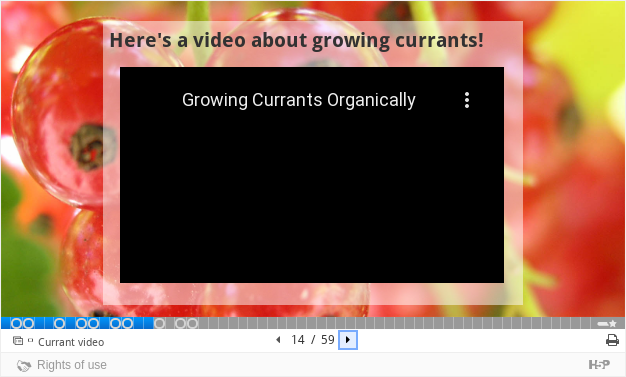 Here's a video about growing currants!
Growing Currants Organically
Currant video
14 / 59
Rights of use
H5P